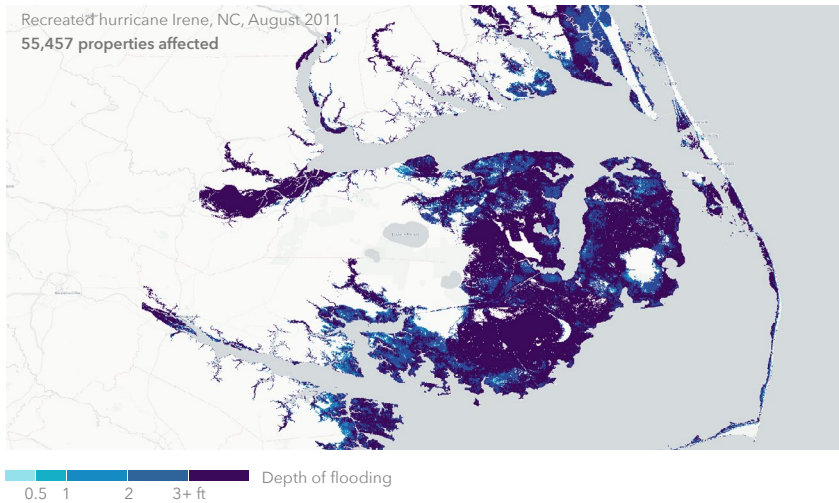 Recreated hurricane Irene, NC, August 2011
55,457 properties affected
Depth of flooding
0.5 1 2 3+ ft